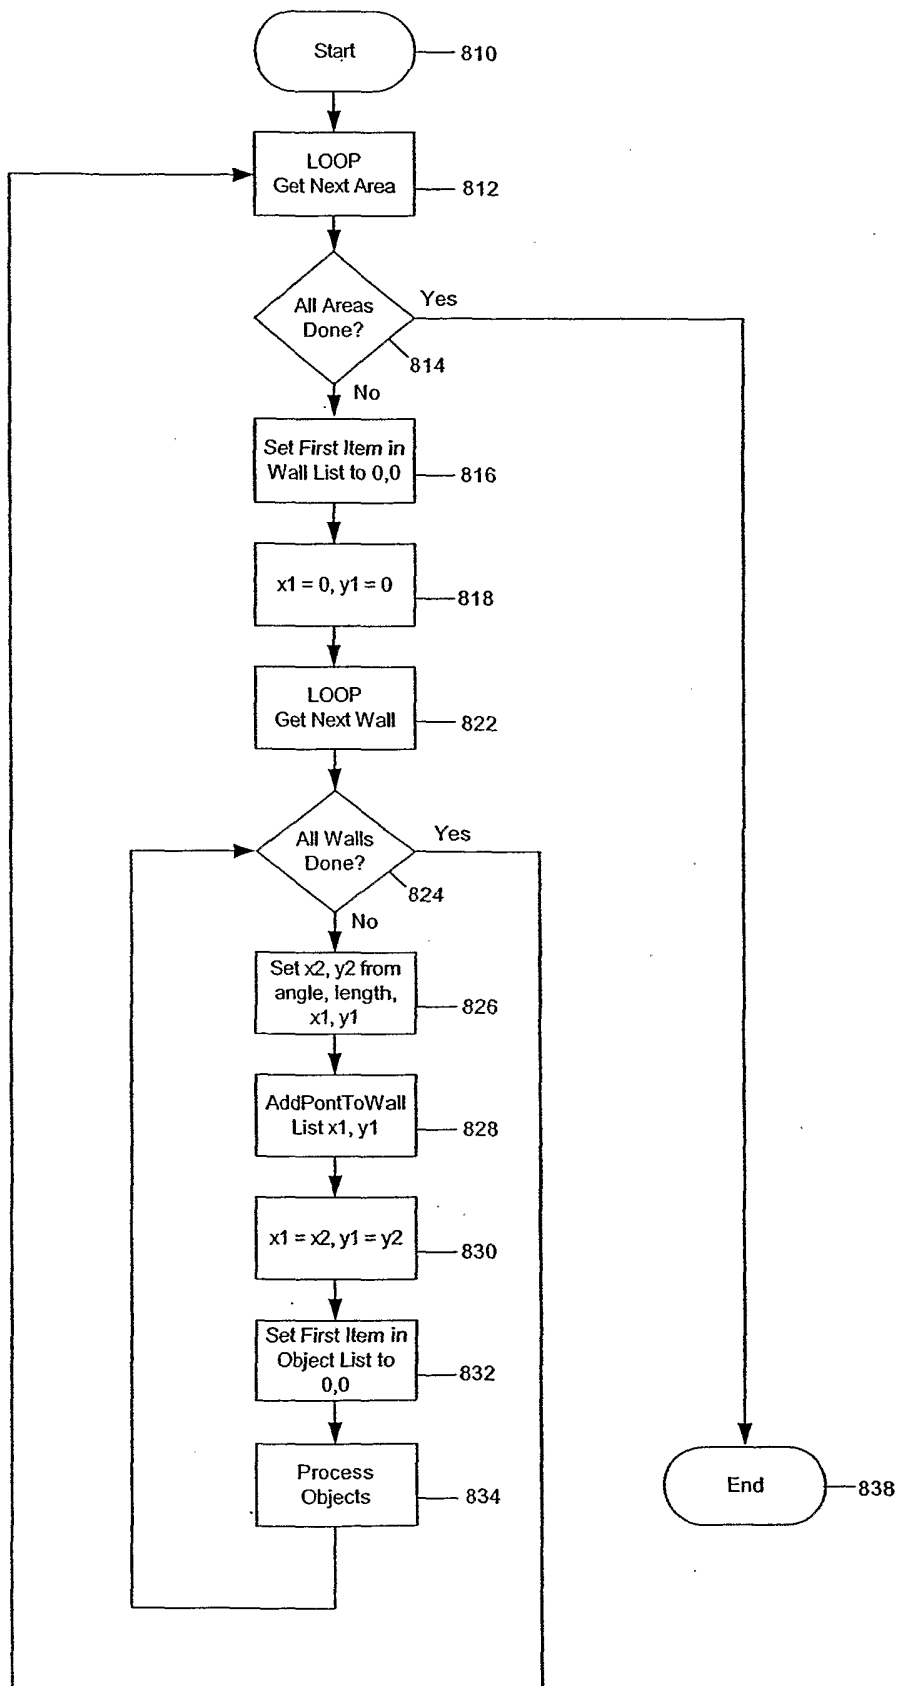 Start
810
LOOP
Get Next Area
812
All Areas
Done?
Yes
814
No
Set First Item in
Wall List to 0,0
816
x1 = 0, y1 = 0
818
LOOP
Get Next Wall
822
All Walls
Done?
Yes
824
No
Set x2, y2 from
angle, length,
x1, y1
826
AddPontToWall
List x1, y1
828
x1 = x2, y1 = y2
830
Set First Item in
Object List to
0,0
832
Process
Objects
834
End
838